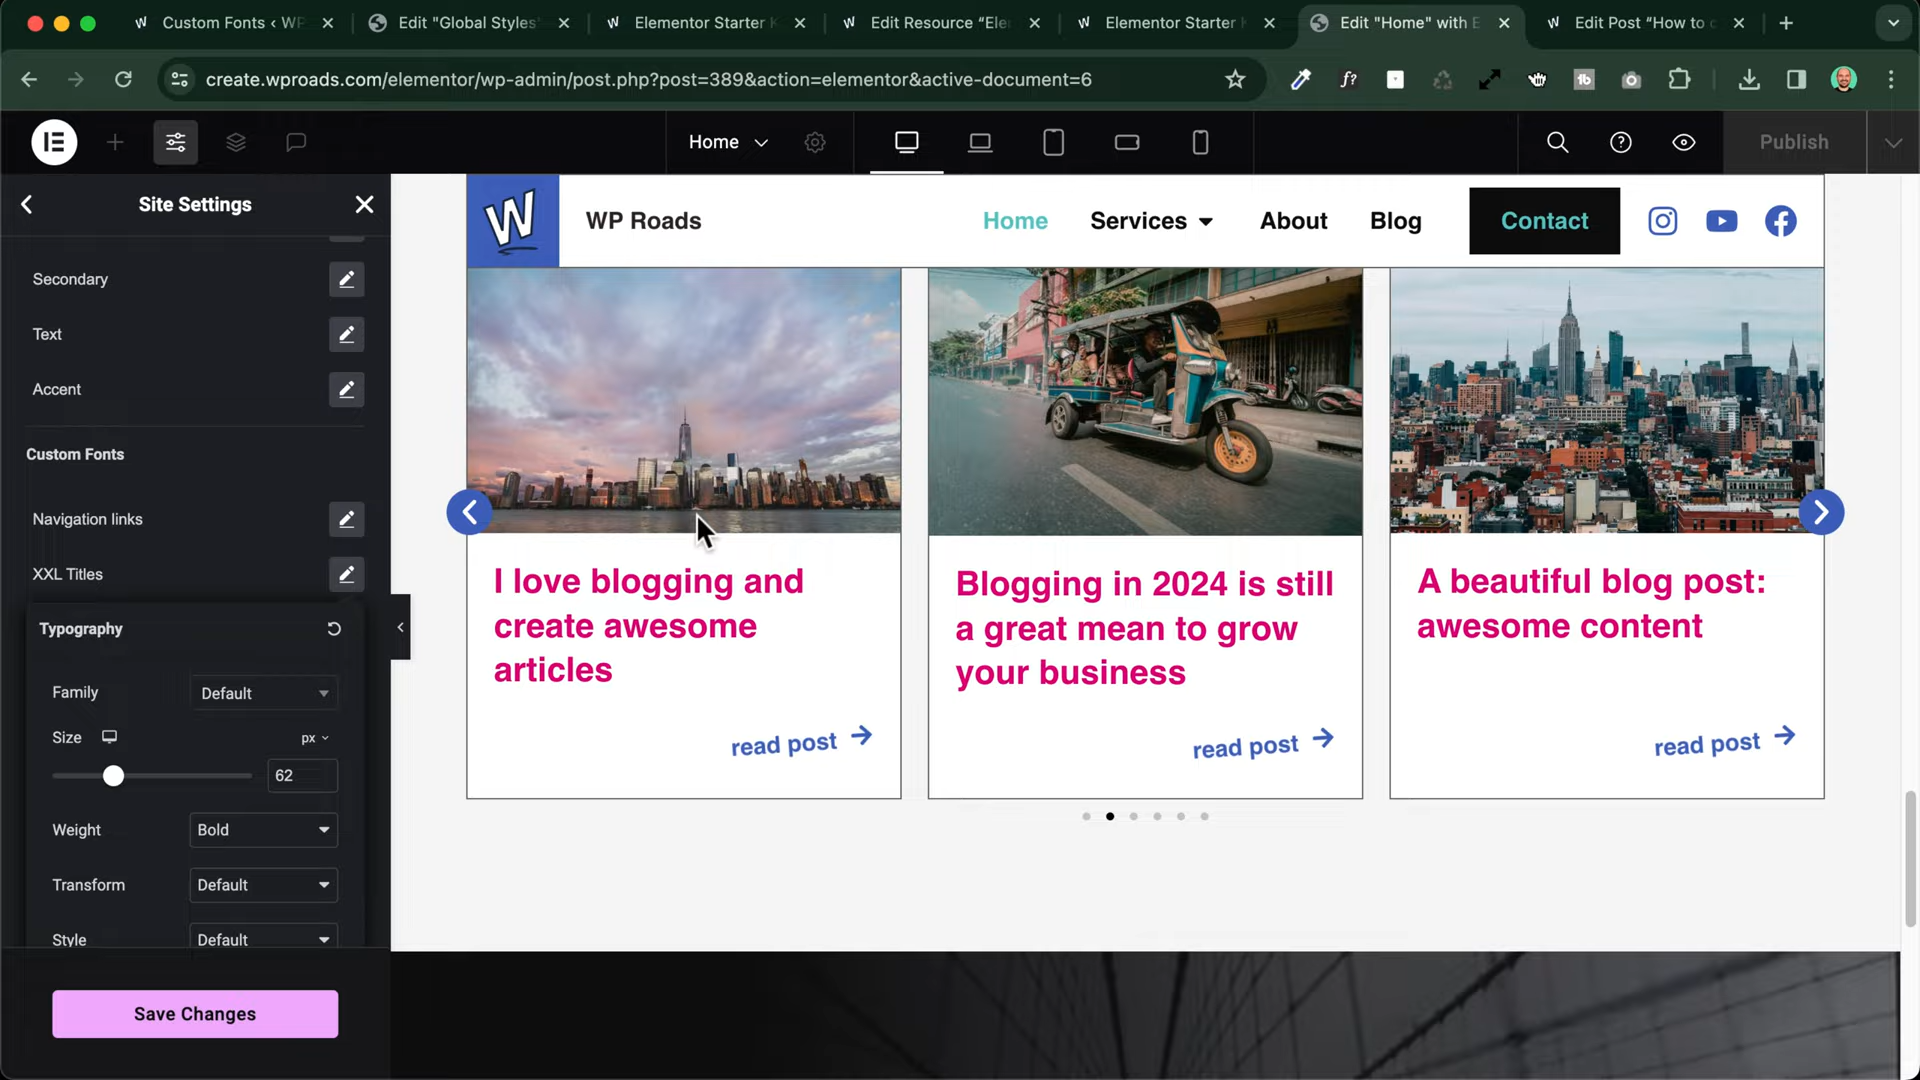 Custom Fonts ‹ WP
Edit "Global Styles"
Elementor Starter K
Edit Resource “Ele
Elementor Starter K
Edit "Home" with E
Edit Post “How to c
create.wproads.com/elementor/wp-admin/post.php?post=389&action=elementor&active-document=6
f?
tb
Home
Publish
Site Settings
Secondary
Text
Accent
Custom Fonts
Navigation links
XXL Titles
Typography
Family Default
Size px
62
Weight Bold
Transform Default
Style Default
Save Changes
W
WP Roads
Home Services About Blog Contact
I love blogging and
create awesome
articles
read post
Blogging in 2024 is still
a great mean to grow
your business
read post
A beautiful blog post:
awesome content
read post